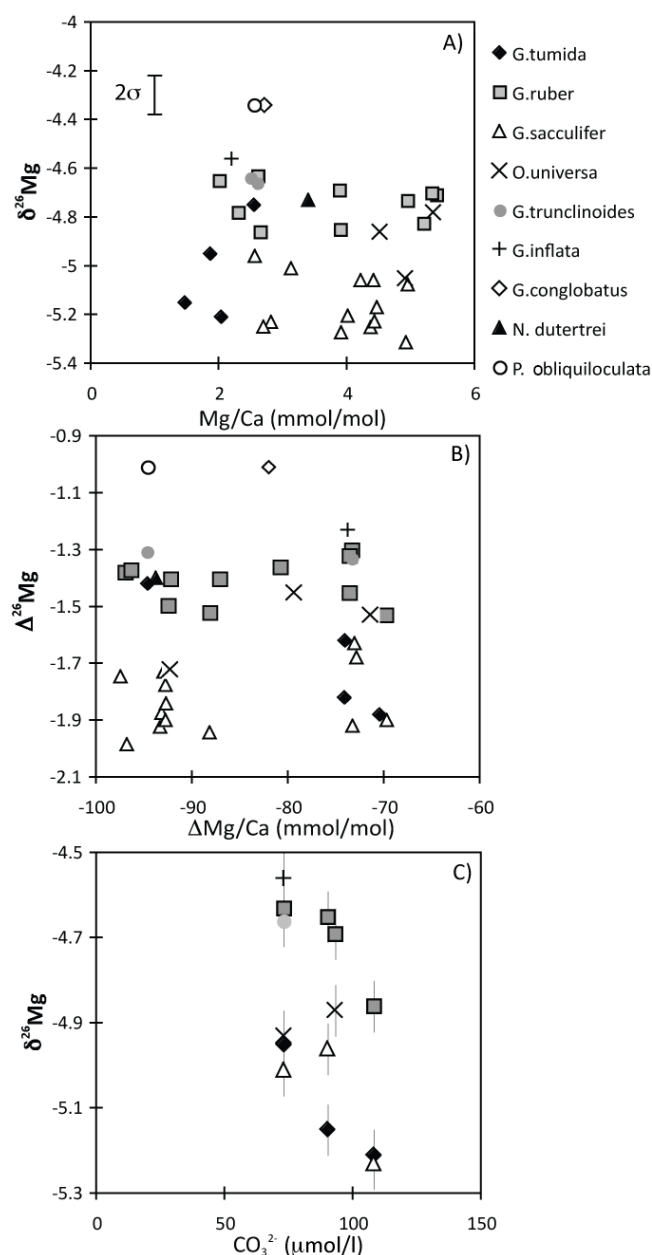 A)
-4
-4.2
2σ
-4.4
-4.6
-4.8
-5
-5.2
-5.4
δ²⁶Mg
0 2 4 6
Mg/Ca (mmol/mol)
G.tumida
G.ruber
G.sacculifer
O.universa
G.trunclinoides
G.inflata
G.conglobatus
N. dutertrei
P. obliquiloculata
B)
-0.9
-1.1
-1.3
-1.5
-1.7
-1.9
-2.1
Δ²⁶Mg
-100 -90 -80 -70 -60
ΔMg/Ca (mmol/mol)
C)
-4.5
-4.7
-4.9
-5.1
-5.3
δ²⁶Mg
0 50 100 150
CO₃²⁻ (μmol/l)